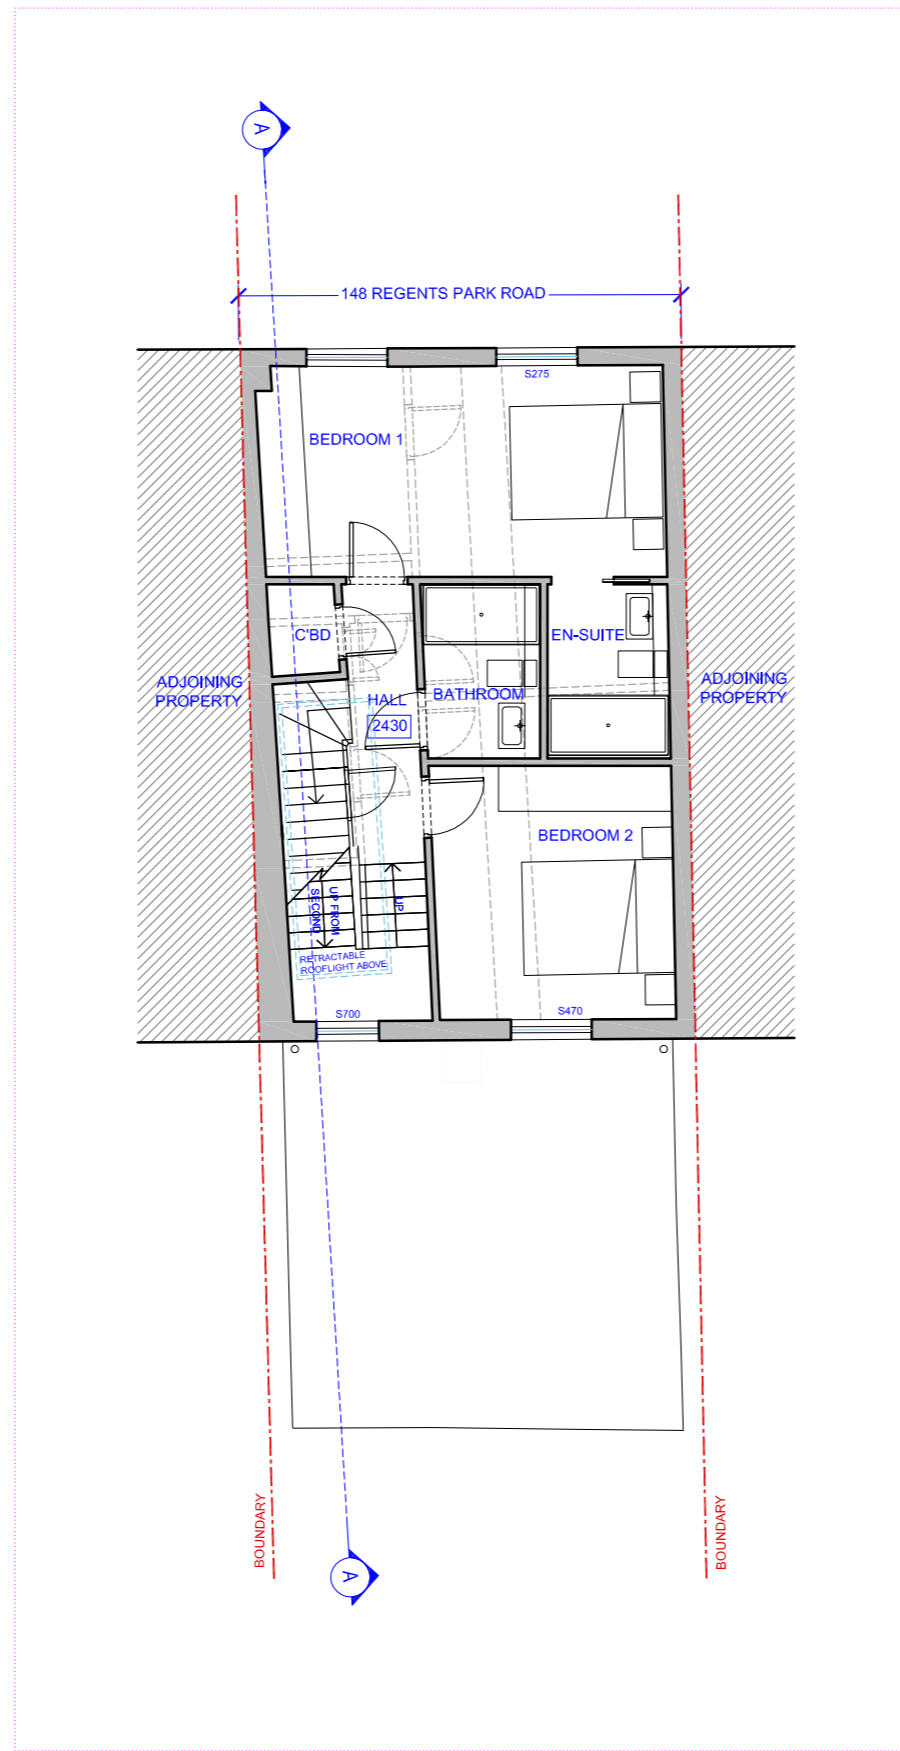 A
148 REGENTS PARK ROAD
S275
BEDROOM 1
C'BD
EN-SUITE
ADJOINING
PROPERTY
HALL
2430
BATHROOM
ADJOINING
PROPERTY
BEDROOM 2
UP FROM
SECOND
UP
RETRACTABLE
ROOFLIGHT ABOVE
S700
S470
BOUNDARY
BOUNDARY
A